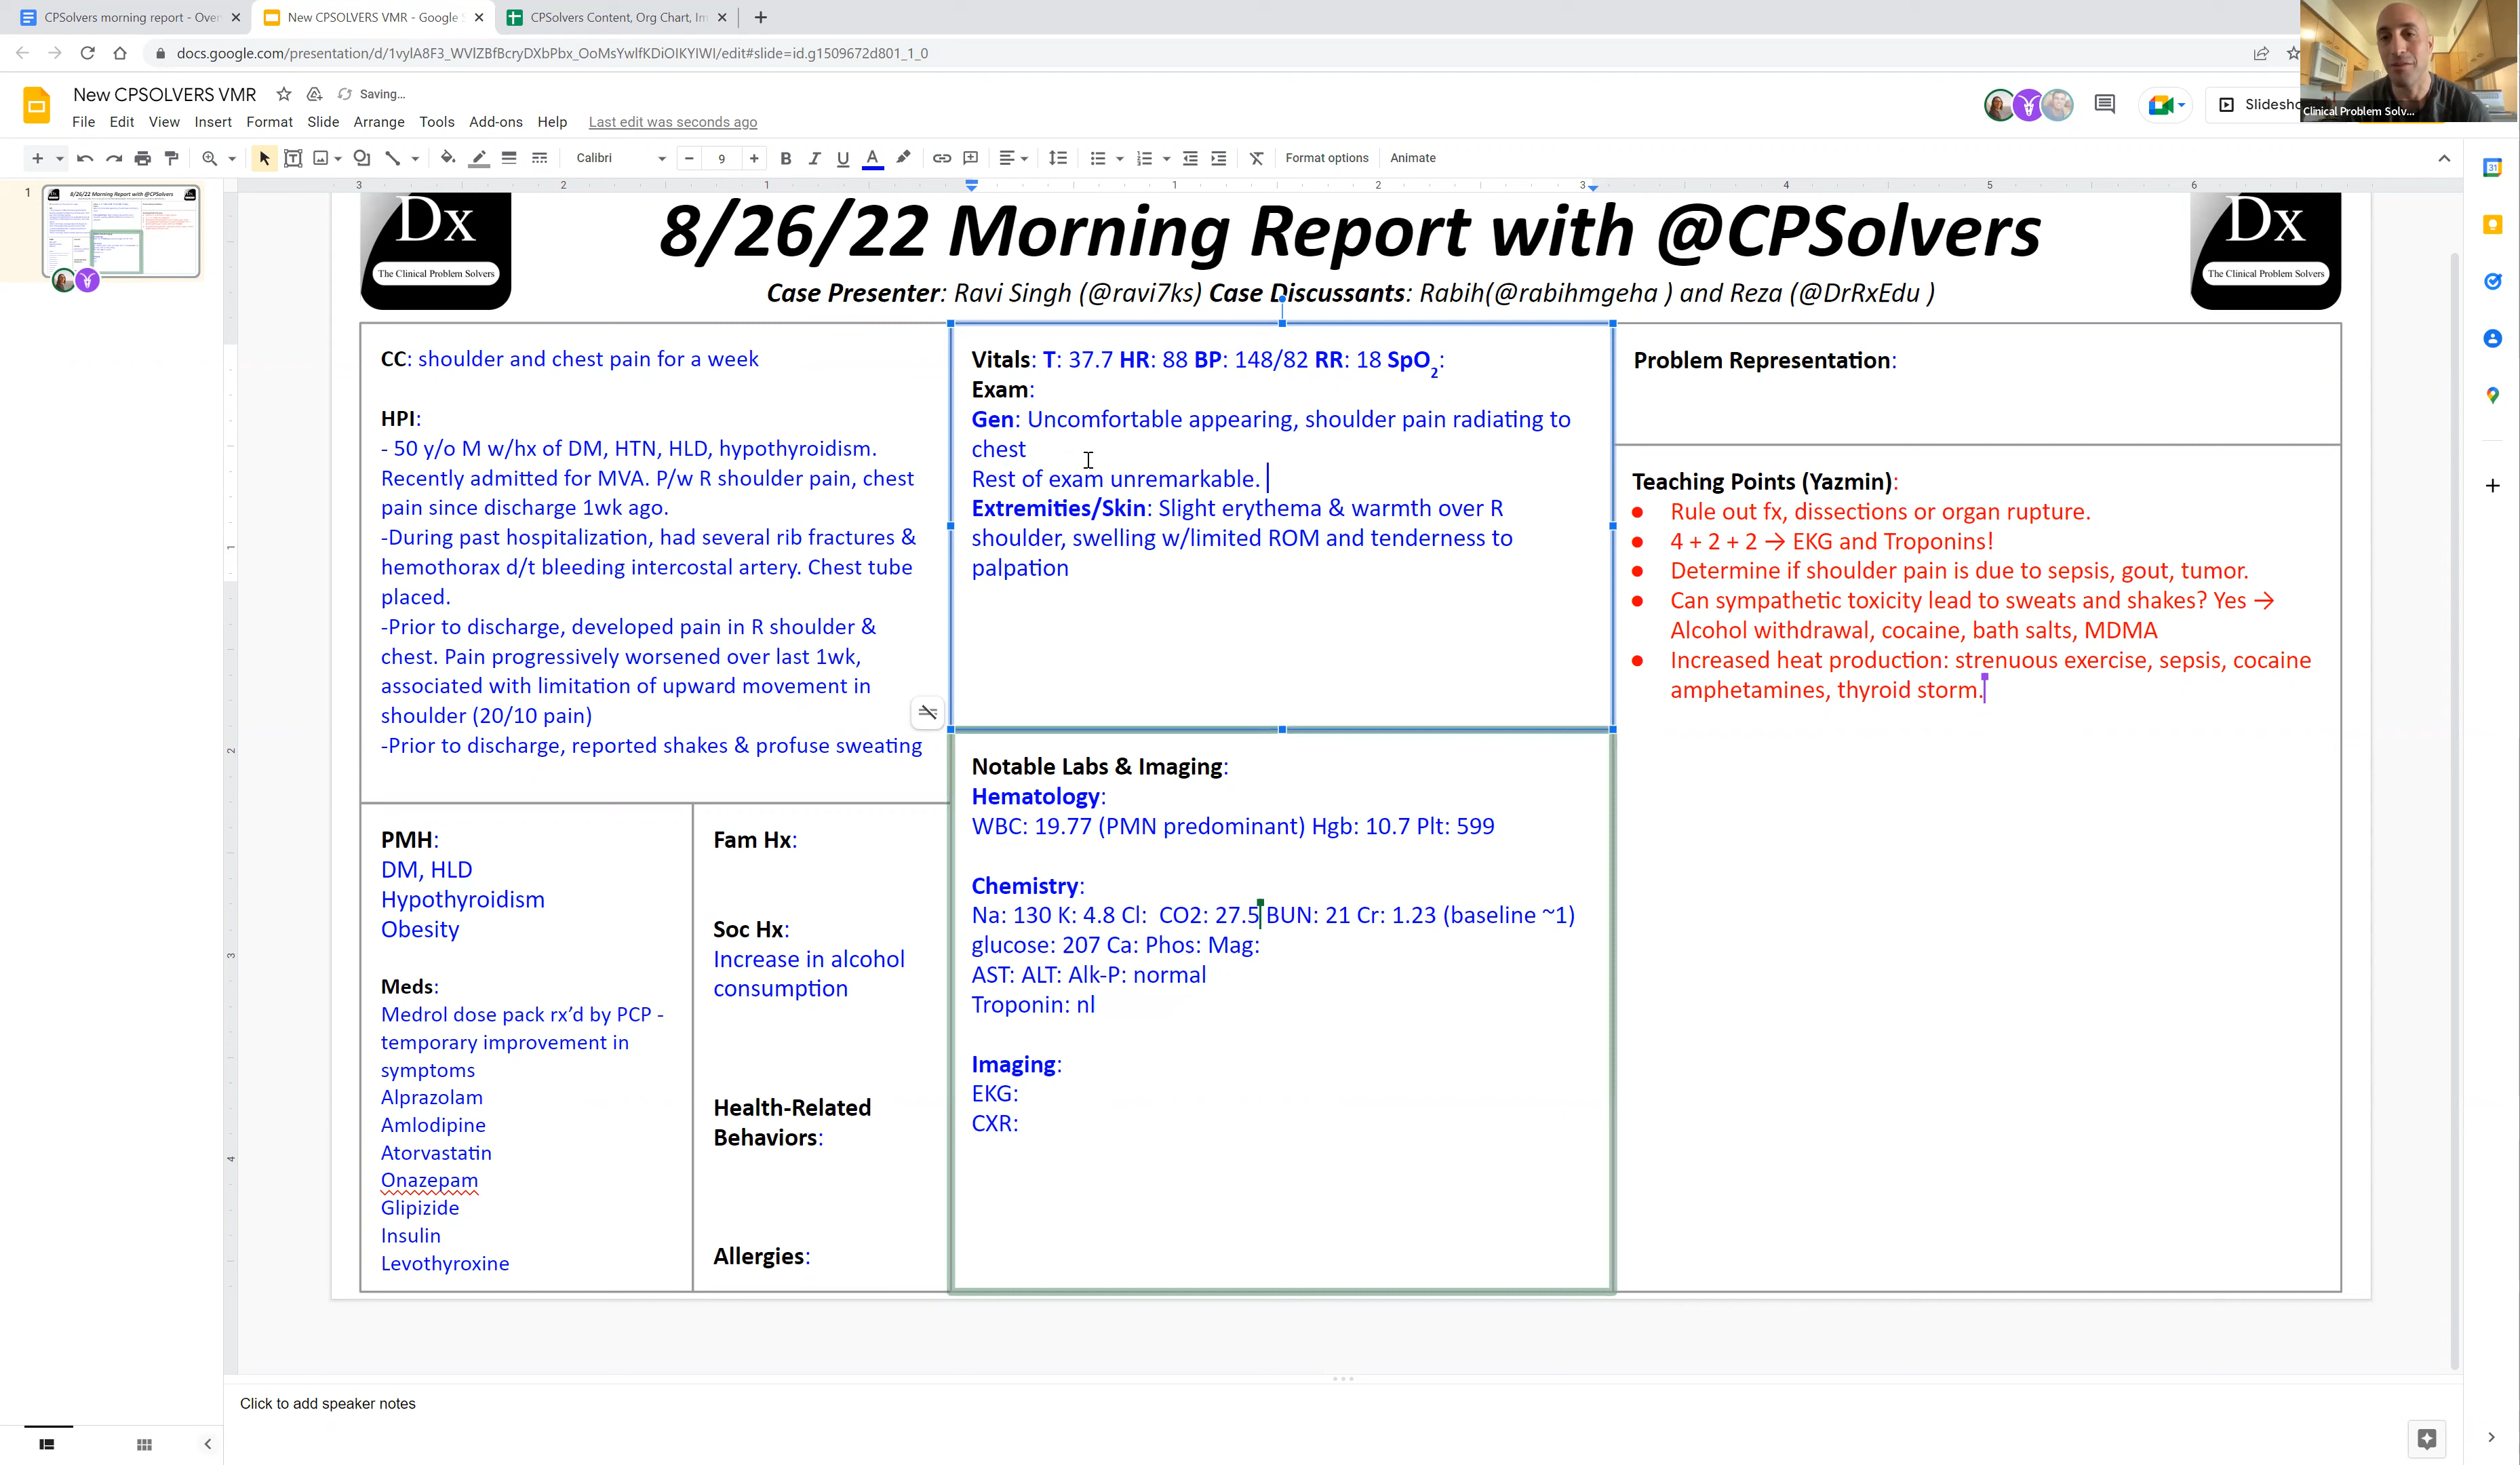 CPSolvers morning report - Over
New CPSOLVERS VMR - Google S
CPSolvers Content, Org Chart, Im
docs.google.com/presentation/d/1vylA8F3_WVlZBfBcryDXbPbx_OoMsYwlfKDiOIKYIWI/edit#slide=id.g1509672d801_1_0
Clinical Problem Solv...
New CPSOLVERS VMR
Saving...
File Edit View Insert Format Slide Arrange Tools Add-ons Help Last edit was seconds ago
Slidesho
Calibri
9
Format options
Animate
1
8/26/22 Morning Report with @CPSolvers
Dx
The Clinical Problem Solvers
8/26/22 Morning Report with @CPSolvers
Dx
The Clinical Problem Solvers
Case Presenter: Ravi Singh (@ravi7ks) Case Discussants: Rabih(@rabihmgeha ) and Reza (@DrRxEdu )
CC: shoulder and chest pain for a week
HPI:
- 50 y/o M w/hx of DM, HTN, HLD, hypothyroidism.
Recently admitted for MVA. P/w R shoulder pain, chest
pain since discharge 1wk ago.
-During past hospitalization, had several rib fractures &
hemothorax d/t bleeding intercostal artery. Chest tube
placed.
-Prior to discharge, developed pain in R shoulder &
chest. Pain progressively worsened over last 1wk,
associated with limitation of upward movement in
shoulder (20/10 pain)
-Prior to discharge, reported shakes & profuse sweating
PMH:
DM, HLD
Hypothyroidism
Obesity
Meds:
Medrol dose pack rx’d by PCP -
temporary improvement in
symptoms
Alprazolam
Amlodipine
Atorvastatin
Onazepam
Glipizide
Insulin
Levothyroxine
Fam Hx:
Soc Hx:
Increase in alcohol
consumption
Health-Related
Behaviors:
Allergies:
Vitals: T: 37.7 HR: 88 BP: 148/82 RR: 18 SpO2:
Exam:
Gen: Uncomfortable appearing, shoulder pain radiating to
chest
Rest of exam unremarkable.
Extremities/Skin: Slight erythema & warmth over R
shoulder, swelling w/limited ROM and tenderness to
palpation
Notable Labs & Imaging:
Hematology:
WBC: 19.77 (PMN predominant) Hgb: 10.7 Plt: 599
Chemistry:
Na: 130 K: 4.8 Cl:  CO2: 27.5 BUN: 21 Cr: 1.23 (baseline ~1)
glucose: 207 Ca: Phos: Mag:
AST: ALT: Alk-P: normal
Troponin: nl
Imaging:
EKG:
CXR:
Problem Representation:
Teaching Points (Yazmin):
● Rule out fx, dissections or organ rupture.
● 4 + 2 + 2 → EKG and Troponins!
● Determine if shoulder pain is due to sepsis, gout, tumor.
● Can sympathetic toxicity lead to sweats and shakes? Yes →
Alcohol withdrawal, cocaine, bath salts, MDMA
● Increased heat production: strenuous exercise, sepsis, cocaine
amphetamines, thyroid storm.
Click to add speaker notes